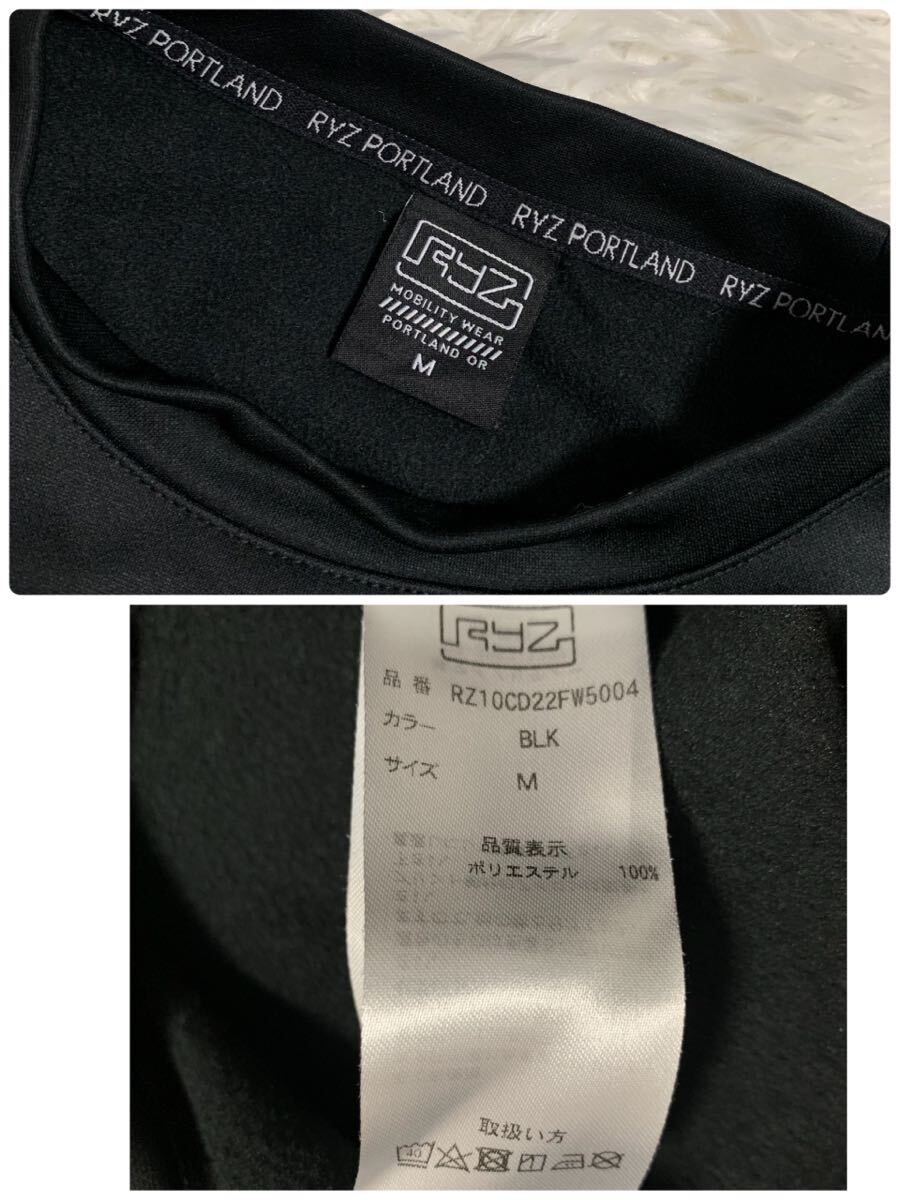 RYZ PORTLAND RYZ PORTLAND RYZ PORTLAND RYZ PORTLAND
RYZ
MOBILITY WEAR
PORTLAND OR
M
RYZ
品番 RZ10CD22FW5004
カラー BLK
サイズ M
品質表示
ポリエステル 100%
取扱い方
40